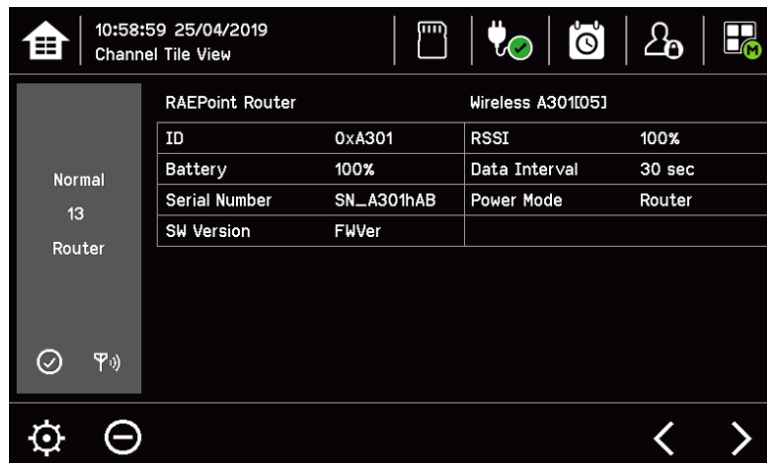 10:58:59 25/04/2019
Channel Tile View
M
RAEPoint Router Wireless A301[05]
ID 0xA301 RSSI 100%
Battery 100% Data Interval 30 sec
Serial Number SN_A301hAB Power Mode Router
SW Version FWVer
Normal
13
Router